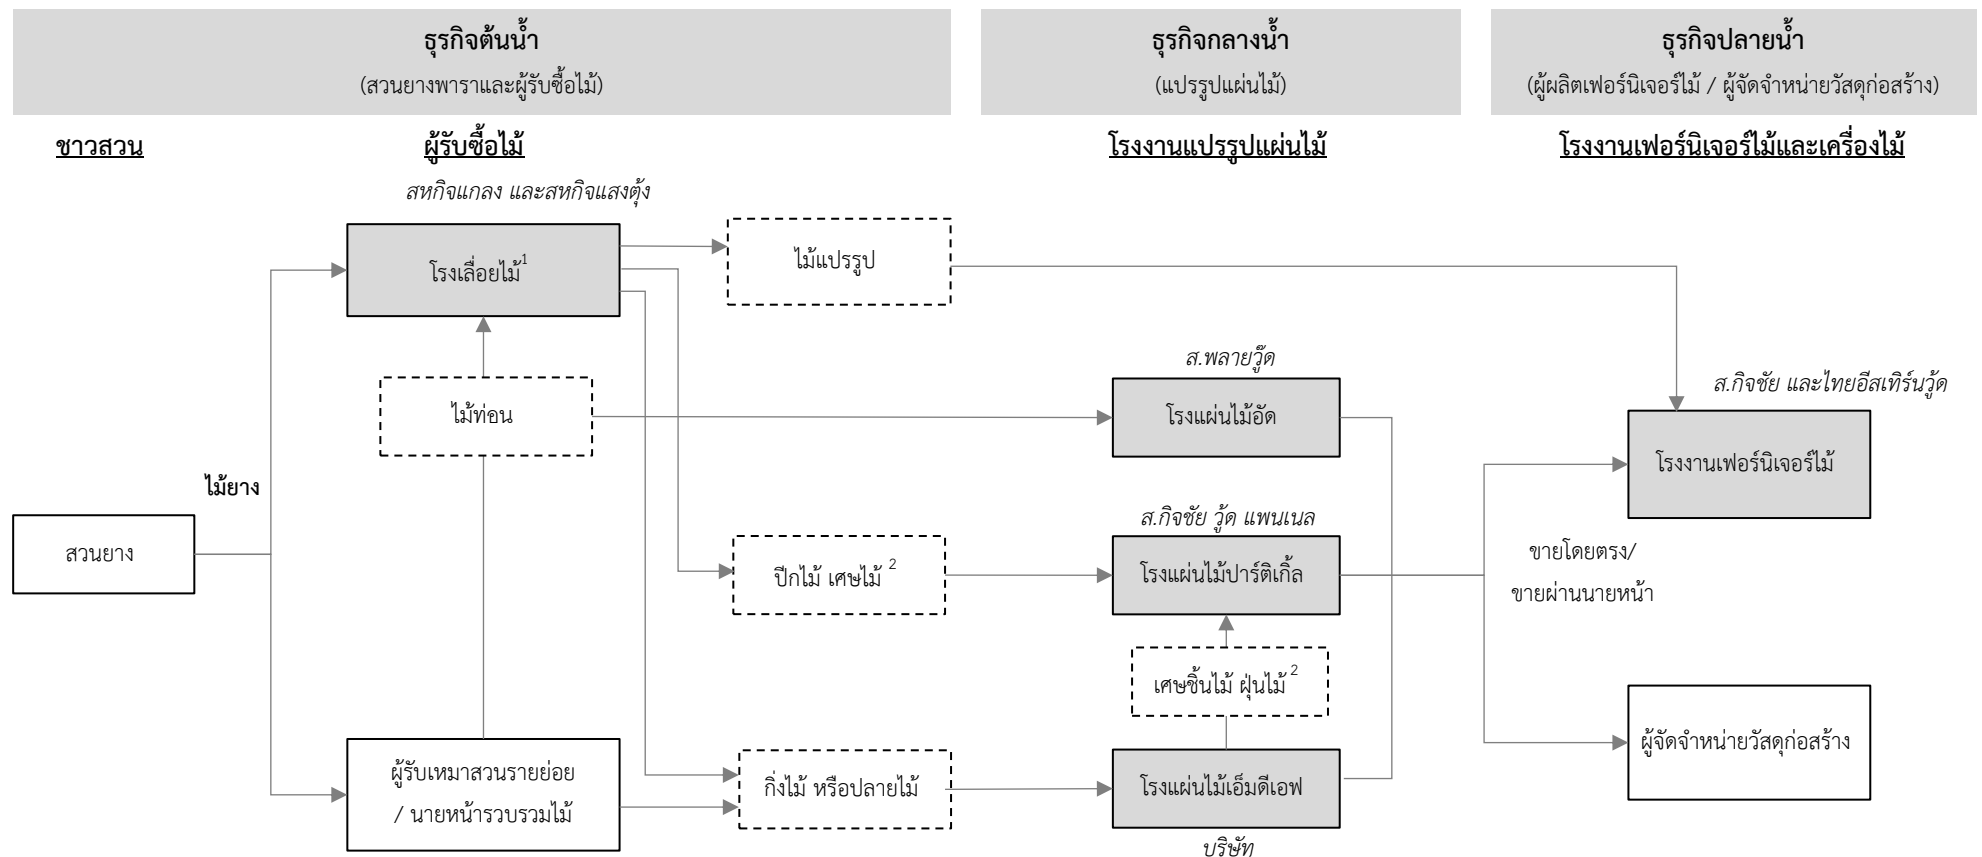 ธุรกิจต้นน้ำ
(สวนยางพาราและผู้รับซื้อไม้)
ธุรกิจกลางน้ำ
(แปรรูปแผ่นไม้)
ธุรกิจปลายน้ำ
(ผู้ผลิตเฟอร์นิเจอร์ไม้ / ผู้จัดจำหน่ายวัสดุก่อสร้าง)
ชาวสวน
ผู้รับซื้อไม้
โรงงานแปรรูปแผ่นไม้
โรงงานเฟอร์นิเจอร์ไม้และเครื่องไม้
สหกิจแกลง และสหกิจแสงตุ้ง
โรงเลื่อยไม้1
ไม้แปรรูป
ส.พลายวู๊ด
ส.กิจชัย และไทยอีสเทิร์นวู้ด
ไม้ท่อน
โรงแผ่นไม้อัด
โรงงานเฟอร์นิเจอร์ไม้
ไม้ยาง
ส.กิจชัย วู้ด แพนเนล
สวนยาง
ปีกไม้ เศษไม้ 2
โรงแผ่นไม้ปาร์ติเกิ้ล
ขายโดยตรง/
ขายผ่านนายหน้า
เศษชิ้นไม้ ฝุ่นไม้ 2
ผู้จัดจำหน่ายวัสดุก่อสร้าง
ผู้รับเหมาสวนรายย่อย
/ นายหน้ารวบรวมไม้
กิ่งไม้ หรือปลายไม้
โรงแผ่นไม้เอ็มดีเอฟ
บริษัท